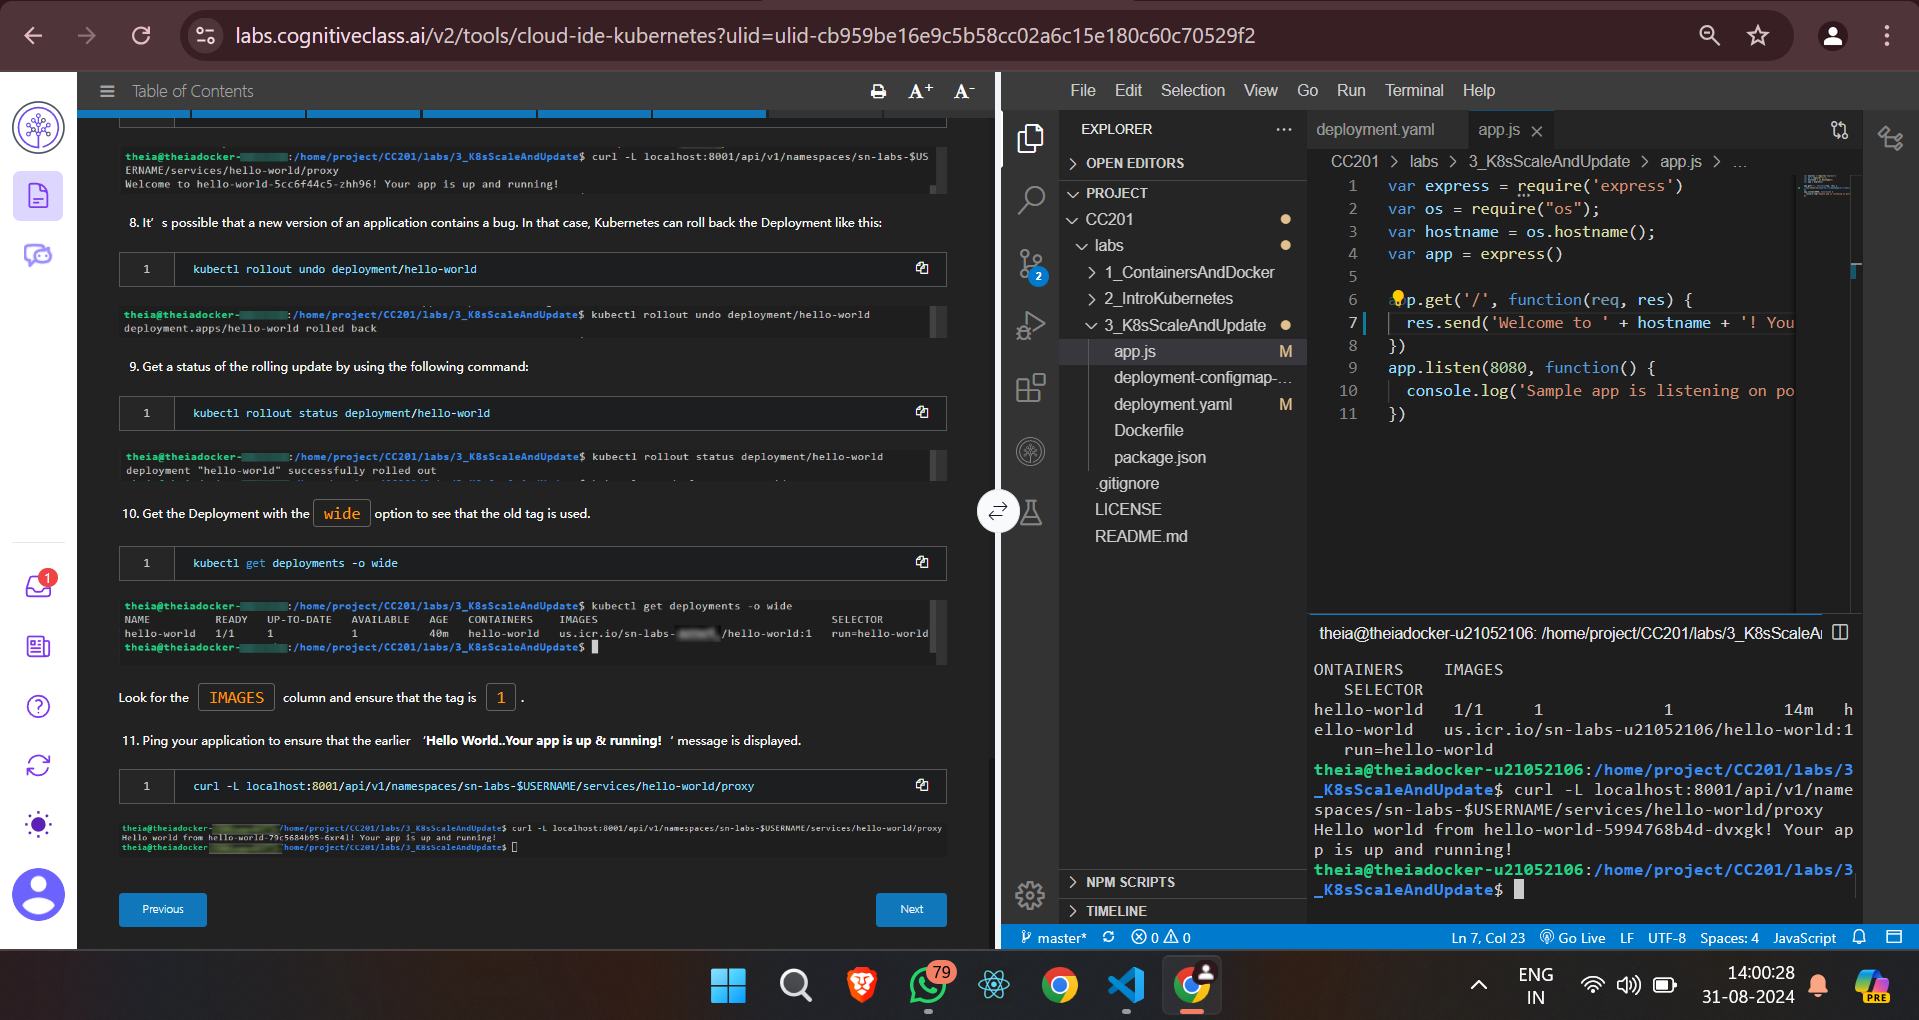 labs.cognitiveclass.ai/v2/tools/cloud-ide-kubernetes?ulid=ulid-cb959be16e9c5b58cc02a6c15e180c60c70529f2
Table of Contents
A+ A-
theia@theiadocker- :/home/project/CC201/labs/3_K8sScaleAndUpdate$ curl -L localhost:8001/api/v1/namespaces/sn-labs-$US
ERNAME/services/hello-world/proxy
Welcome to hello-world-5cc6f44c5-zhh96! Your app is up and running!
8. It’ s possible that a new version of an application contains a bug. In that case, Kubernetes can roll back the Deployment like this:
1 kubectl rollout undo deployment/hello-world
theia@theiadocker- :/home/project/CC201/labs/3_K8sScaleAndUpdate$ kubectl rollout undo deployment/hello-world
deployment.apps/hello-world rolled back
9. Get a status of the rolling update by using the following command:
1 kubectl rollout status deployment/hello-world
theia@theiadocker- :/home/project/CC201/labs/3_K8sScaleAndUpdate$ kubectl rollout status deployment/hello-world
deployment "hello-world" successfully rolled out
10. Get the Deployment with the wide option to see that the old tag is used.
1 kubectl get deployments -o wide
theia@theiadocker- :/home/project/CC201/labs/3_K8sScaleAndUpdate$ kubectl get deployments -o wide
NAME READY UP-TO-DATE AVAILABLE AGE CONTAINERS IMAGES SELECTOR
hello-world 1/1 1 1 40m hello-world us.icr.io/sn-labs- /hello-world:1 run=hello-world
theia@theiadocker- :/home/project/CC201/labs/3_K8sScaleAndUpdate$
Look for the IMAGES column and ensure that the tag is 1 .
11. Ping your application to ensure that the earlier ‘Hello World..Your app is up & running! ’ message is displayed.
1 curl -L localhost:8001/api/v1/namespaces/sn-labs-$USERNAME/services/hello-world/proxy
theia@theiadocker- /home/project/CC201/labs/3_K8sScaleAndUpdate$ curl -L localhost:8001/api/v1/namespaces/sn-labs-$USERNAME/services/hello-world/proxy
Hello world from hello-world-79c5684b95-6xr4l! Your app is up and running!
theia@theiadocker /home/project/CC201/labs/3_K8sScaleAndUpdate$
Previous
Next
1
File Edit Selection View Go Run Terminal Help
EXPLORER ...
OPEN EDITORS
PROJECT
CC201
labs
1_ContainersAndDocker
2_IntroKubernetes
3_K8sScaleAndUpdate
app.js M
deployment-configmap-...
deployment.yaml M
Dockerfile
package.json
.gitignore
LICENSE
README.md
NPM SCRIPTS
TIMELINE
2
deployment.yaml app.js
CC201 > labs > 3_K8sScaleAndUpdate > app.js > ...
1 var express = require('express')
2 var os = require("os");
3 var hostname = os.hostname();
4 var app = express()
5
6 app.get('/', function(req, res) {
7 res.send('Welcome to ' + hostname + '! You
8 })
9 app.listen(8080, function() {
10 console.log('Sample app is listening on po
11 })
theia@theiadocker-u21052106: /home/project/CC201/labs/3_K8sScaleAı
ONTAINERS IMAGES
SELECTOR
hello-world 1/1 1 1 14m h
ello-world us.icr.io/sn-labs-u21052106/hello-world:1
run=hello-world
theia@theiadocker-u21052106:/home/project/CC201/labs/3
_K8sScaleAndUpdate$ curl -L localhost:8001/api/v1/name
spaces/sn-labs-$USERNAME/services/hello-world/proxy
Hello world from hello-world-5994768b4d-dvxgk! Your ap
p is up and running!
theia@theiadocker-u21052106:/home/project/CC201/labs/3
_K8sScaleAndUpdate$
master* 0 0 Ln 7, Col 23 Go Live LF UTF-8 Spaces: 4 JavaScript
79
ENG
IN
14:00:28
31-08-2024
PRE